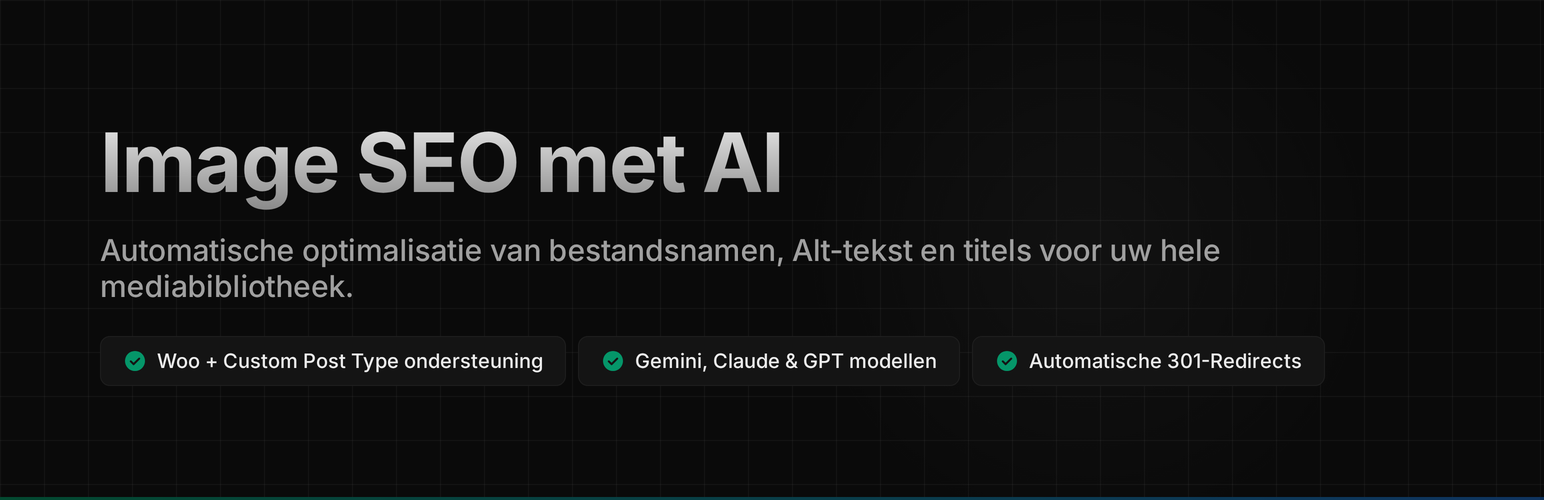 Image SEO met AI
Automatische optimalisatie van bestandsnamen, Alt-tekst en titels voor uw hele
mediabibliotheek.
Woo + Custom Post Type ondersteuning
Gemini, Claude & GPT modellen
Automatische 301-Redirects